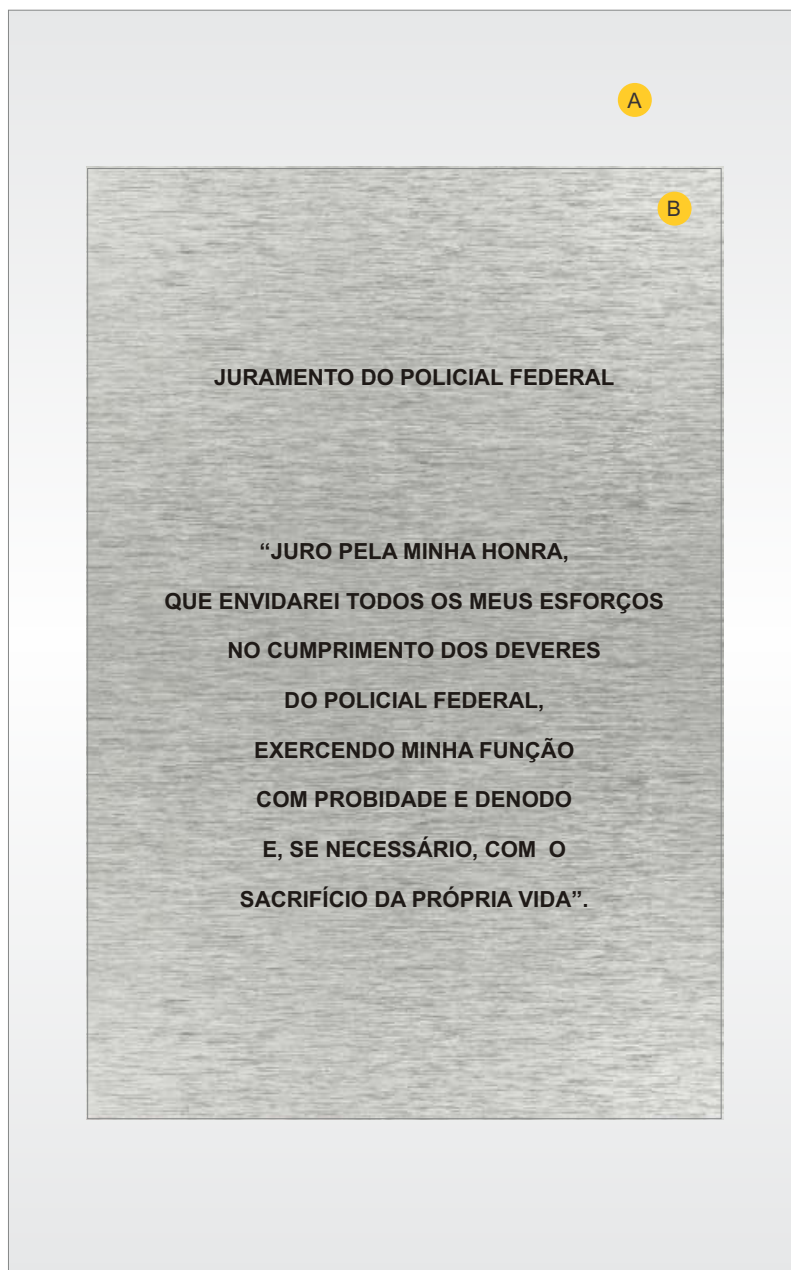 A
B
JURAMENTO DO POLICIAL FEDERAL
“JURO PELA MINHA HONRA,
QUE ENVIDAREI TODOS OS MEUS ESFORÇOS
NO CUMPRIMENTO DOS DEVERES
DO POLICIAL FEDERAL,
EXERCENDO MINHA FUNÇÃO
COM PROBIDADE E DENODO
E, SE NECESSÁRIO, COM  O
SACRIFÍCIO DA PRÓPRIA VIDA”.